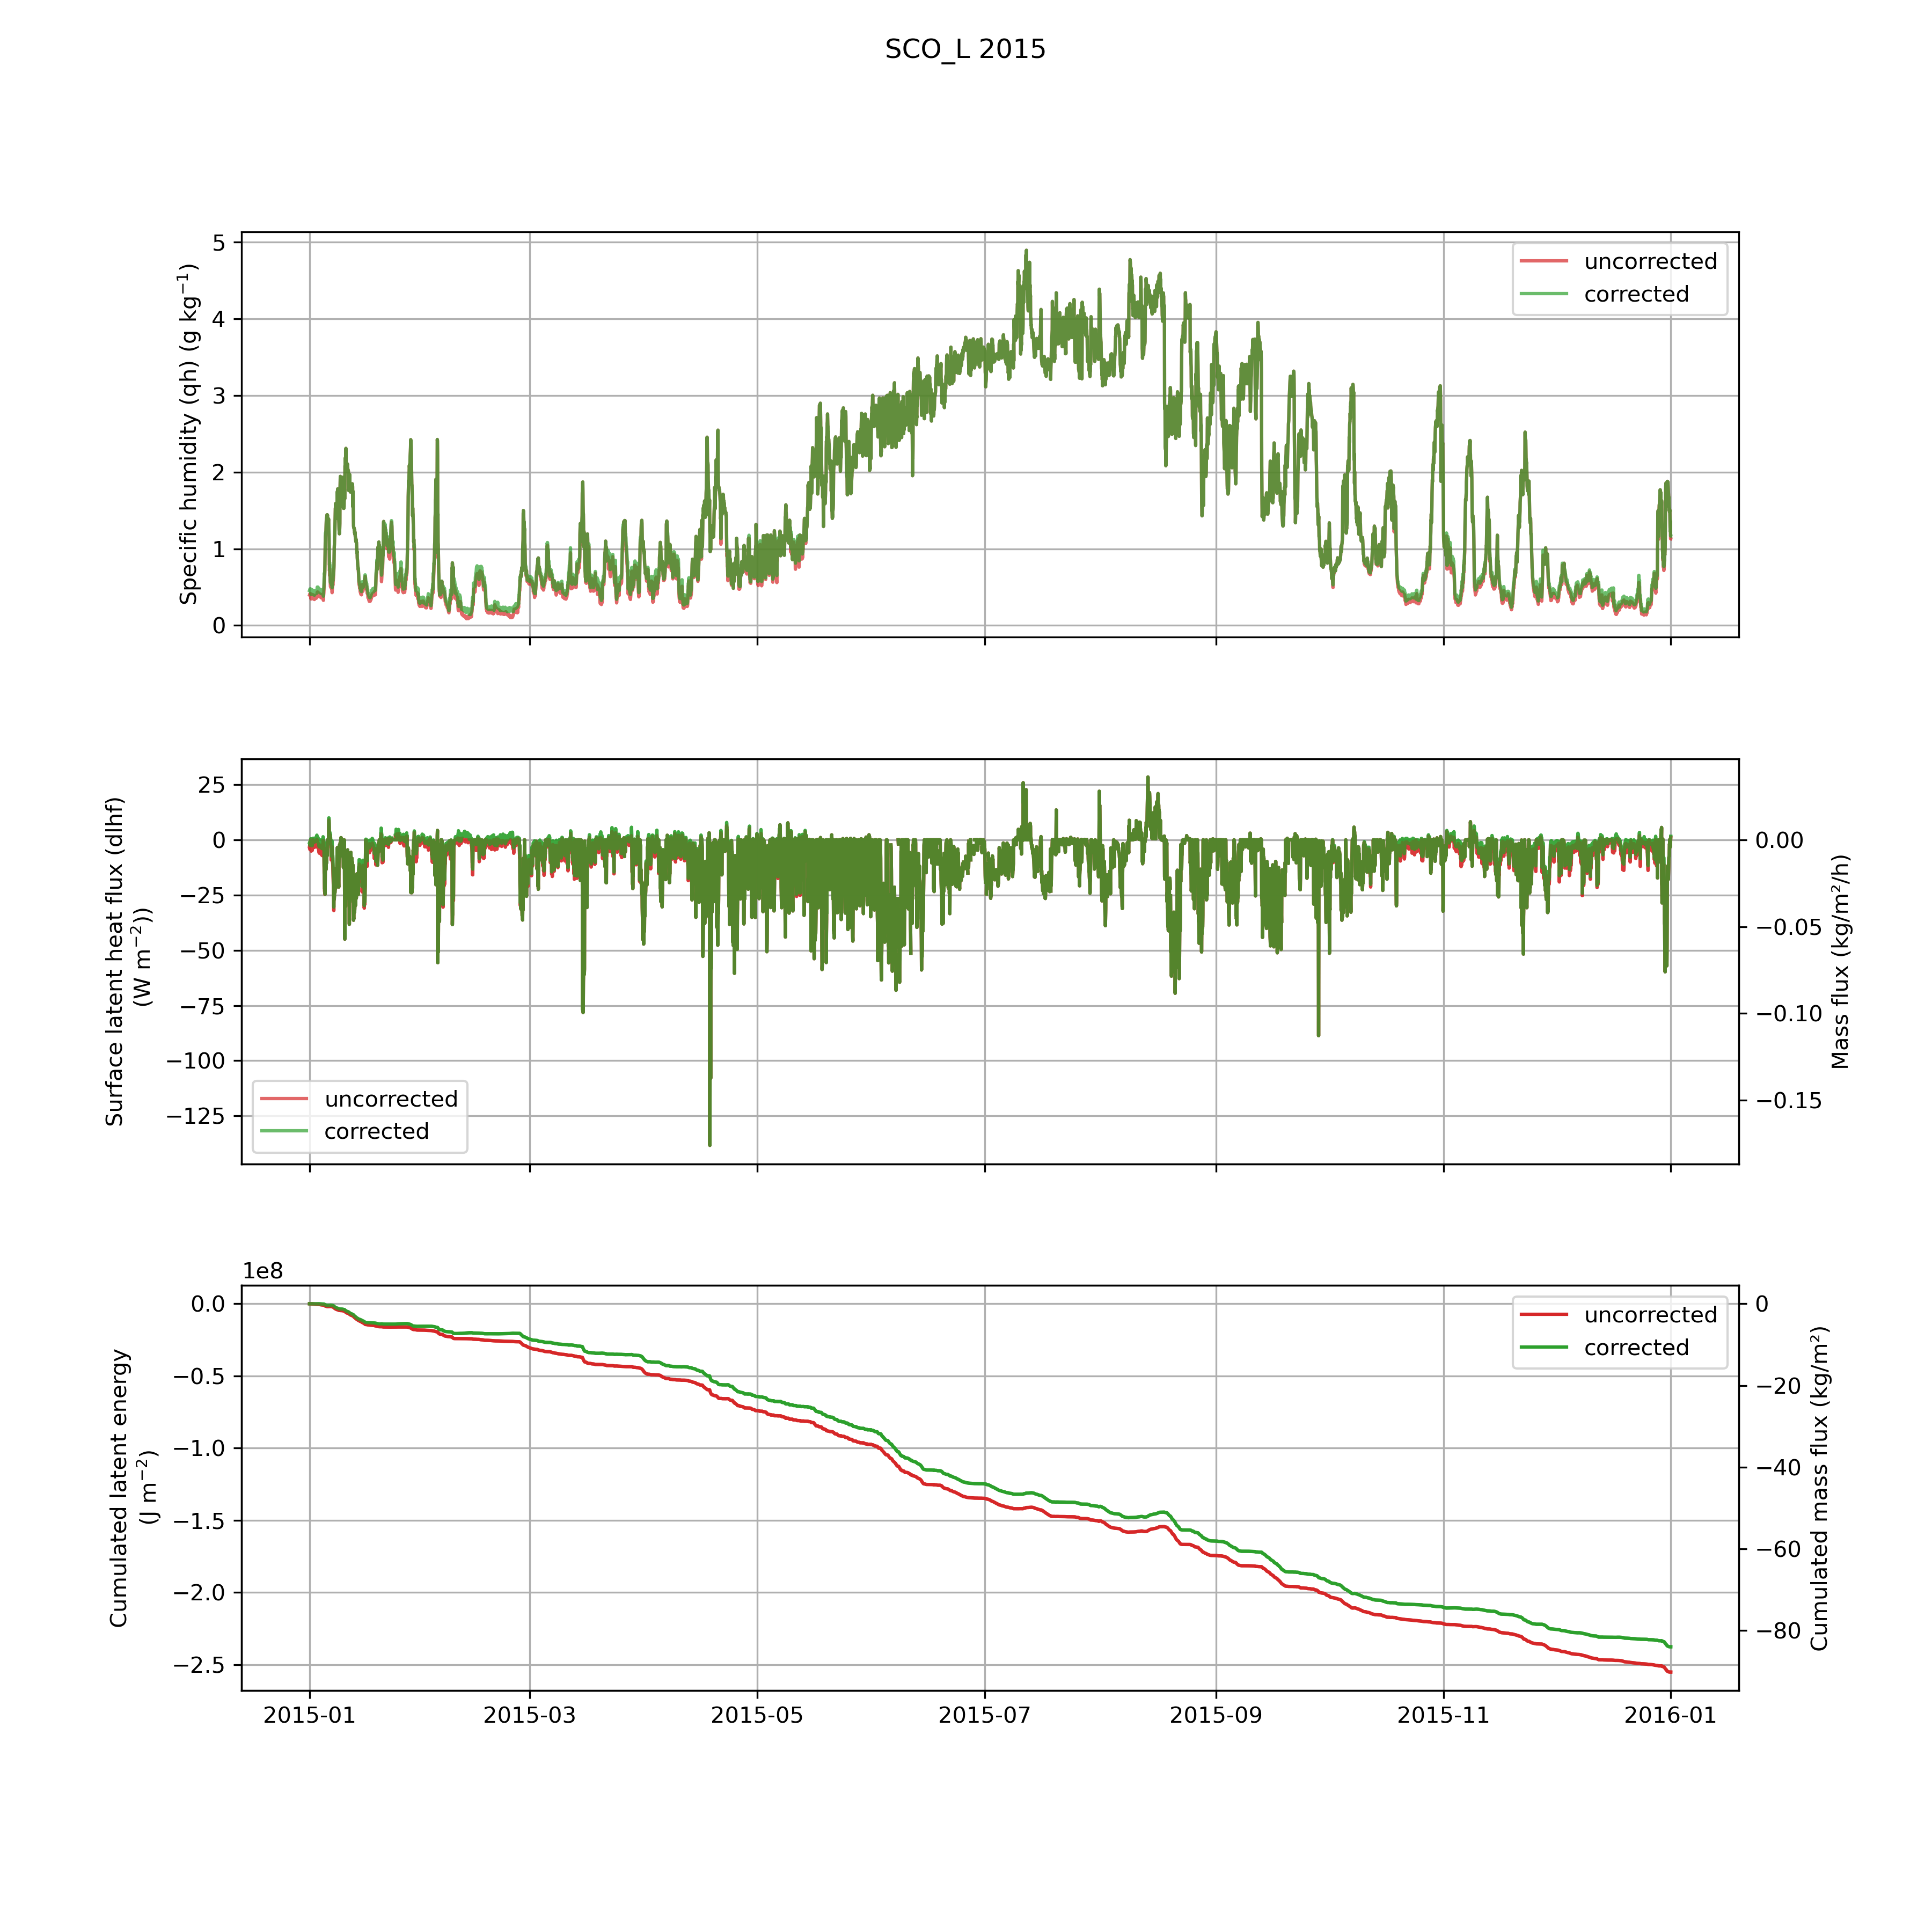 SCO_L 2015
Specific humidity (qh) (g kg⁻¹)
5
4
3
2
1
0
uncorrected
corrected
Surface latent heat flux (dlhf)
(W m⁻²))
25
0
−25
−50
−75
−100
−125
uncorrected
corrected
0.00
−0.05
−0.10
−0.15
Mass flux (kg/m²/h)
1e8
Cumulated latent energy
(J m⁻²)
0.0
−0.5
−1.0
−1.5
−2.0
−2.5
uncorrected
corrected
0
−20
−40
−60
−80
Cumulated mass flux (kg/m²)
2015-01 2015-03 2015-05 2015-07 2015-09 2015-11 2016-01